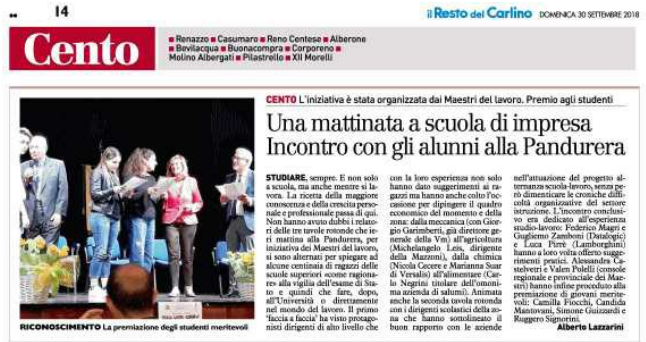 14
il Resto del Carlino DOMENICA 30 SETTEMBRE 2018
Cento
■ Renazzo ■ Casumaro ■ Reno Centese ■ Alberone
■ Bevilacqua ■ Buonacompra ■ Corporeno ■
Molino Albergati ■ Pilastrello ■ XII Morelli
CENTO L'iniziativa è stata organizzata dai Maestri del lavoro. Premio agli studenti
Una mattinata a scuola di impresa
Incontro con gli alunni alla Pandurera
RICONOSCIMENTO La premiazione degli studenti meritevoli
STUDIARE, sempre. E non solo
a scuola, ma anche mentre si la-
vora. La ricetta della maggiore
conoscenza e della crescita perso-
nale e professionale passa di qui.
Non hanno avuto dubbi i relato-
ri delle tre tavole rotonde che ie-
ri mattina alla Pandurera, per
iniziativa dei Maestri del lavoro,
si sono alternati per spiegare ad
alcune centinaia di ragazzi delle
scuole superiori «come ragiona-
re» alla vigilia dell'esame di Sta-
to e quindi che fare, dopo,
all'Università o direttamente
nel mondo del lavoro. Il primo
'faccia a faccia' ha visto protago-
nisti dirigenti di alto livello che
con la loro esperienza non solo
hanno dato suggerimenti ai ra-
gazzi ma hanno anche colto l'oc-
casione per dipingere il quadro
economico del momento e della
zona: dalla meccanica (con Gior-
gio Garimberti, già direttore ge-
nerale della Vm) all'agricoltura
(Michelangelo Leis, dirigente
della Mazzoni), dalla chimica
(Nicola Cecere e Marianna Suar
di Versalis) all'alimentare (Car-
lo Negrini titolare dell'omoni-
ma azienda di salumi). Animata
anche la seconda tavola rotonda
con i dirigenti scolastici della zo-
na che hanno sottolineato il
buon rapporto con le aziende
nell'attuazione del progetto al-
ternanza scuola-lavoro, senza pe-
rò dimenticare le croniche diffi-
coltà organizzative del settore
istruzione. L'incontro conclusi-
vo era dedicato all'esperienza
studio-lavoro: Federico Magri e
Guglielmo Zamboni (Datalogic)
e Luca Pirrè (Lamborghini)
hanno a loro volta offerto sugge-
rimenti pratici. Alessandra Ca-
stelvetri e Valen Polelli (console
regionale e provinciale dei Mae-
stri) hanno infine proceduto alla
premiazione di giovani merite-
voli: Camilla Fiocchi, Candida
Mantovani, Simone Guizzardi e
Ruggero Signorini.
Alberto Lazzarini